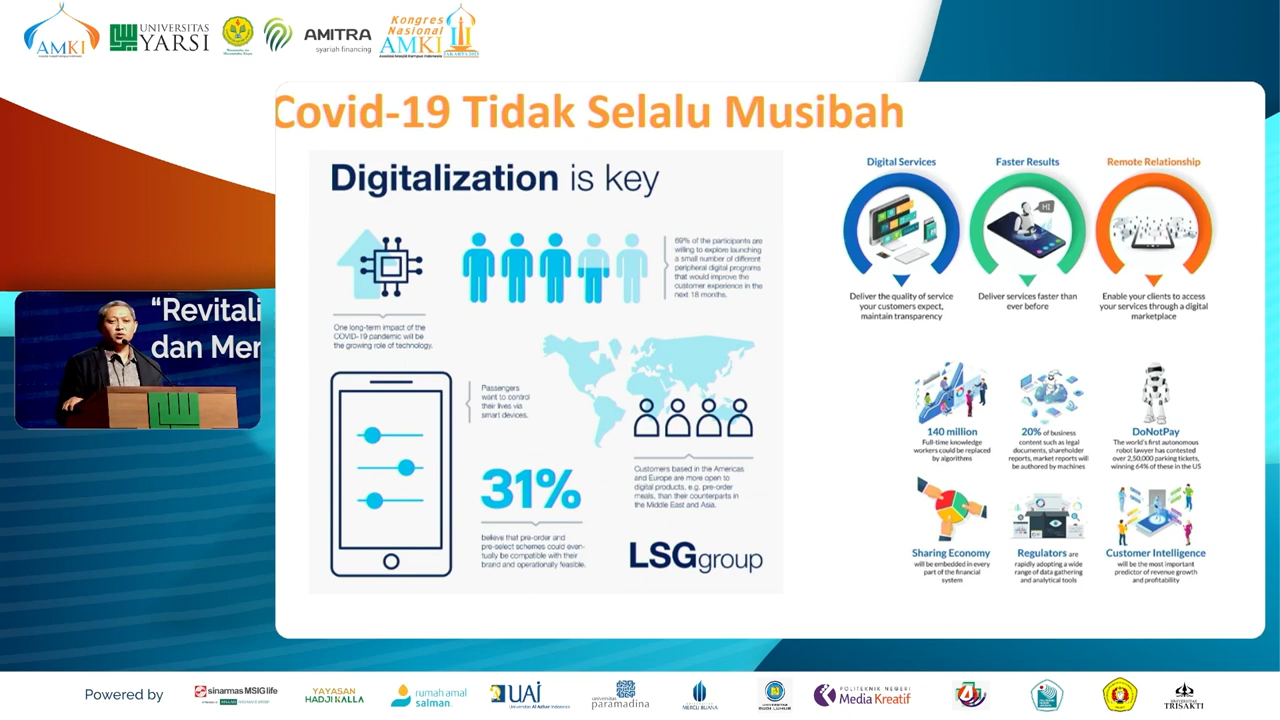 AMKI
UNIVERSITAS
YARSI
AMITRA
syariah financing
Kongres
Nasional
AMKI
Covid-19 Tidak Selalu Musibah
Digitalization is key
69% of the participants are
willing to explore launching
a small number of different
peripheral digital programs
that would improve the
customer experience in the
next 18 months.
One long-term impact of the
COVID-19 pandemic will be
the growing role of technology.
Passengers
want to control
their lives via
smart devices.
31%
believe that pre-order and
pre-select schemes could even-
tually be compatible with their
brand and operationally feasible.
Customers based in the Americas
and Europe are more open to
digital products, e.g. pre-order
meals, than their counterparts in
the Middle East and Asia.
LSGgroup
Digital Services
Deliver the quality of service
your customers expect,
maintain transparency
Faster Results
HI
Deliver services faster than
ever before
Remote Relationship
Enable your clients to access
your services through a digital
marketplace
140 million
Full-time knowledge
workers could be replaced
by algorithms
20% of business
content such as legal
documents, shareholder
reports, market reports will
be authored by machines
DoNotPay
The world's first autonomous
robot lawyer has contested
over 2,50,000 parking tickets,
winning 64% of these in the US
Sharing Economy
will be embedded in every
part of the financial
system
Regulators are
rapidly adopting a wide
range of data gathering
and analytical tools
Customer Intelligence
will be the most important
predictor of revenue growth
and profitability
"Revitali
dan Mer
Powered by
sinarmas MSIG life
YAYASAN
HADJI KALLA
rumah amal
salman.
UAI
Universitas Al Azhar Indonesia
universitas
paramadina
UNIVERSITAS
MERCU BUANA
UNIVERSITAS
BUDI LUHUR
POLITEKNIK NEGERI
Media Kreatif
UNIVERSITAS
TRISAKTI